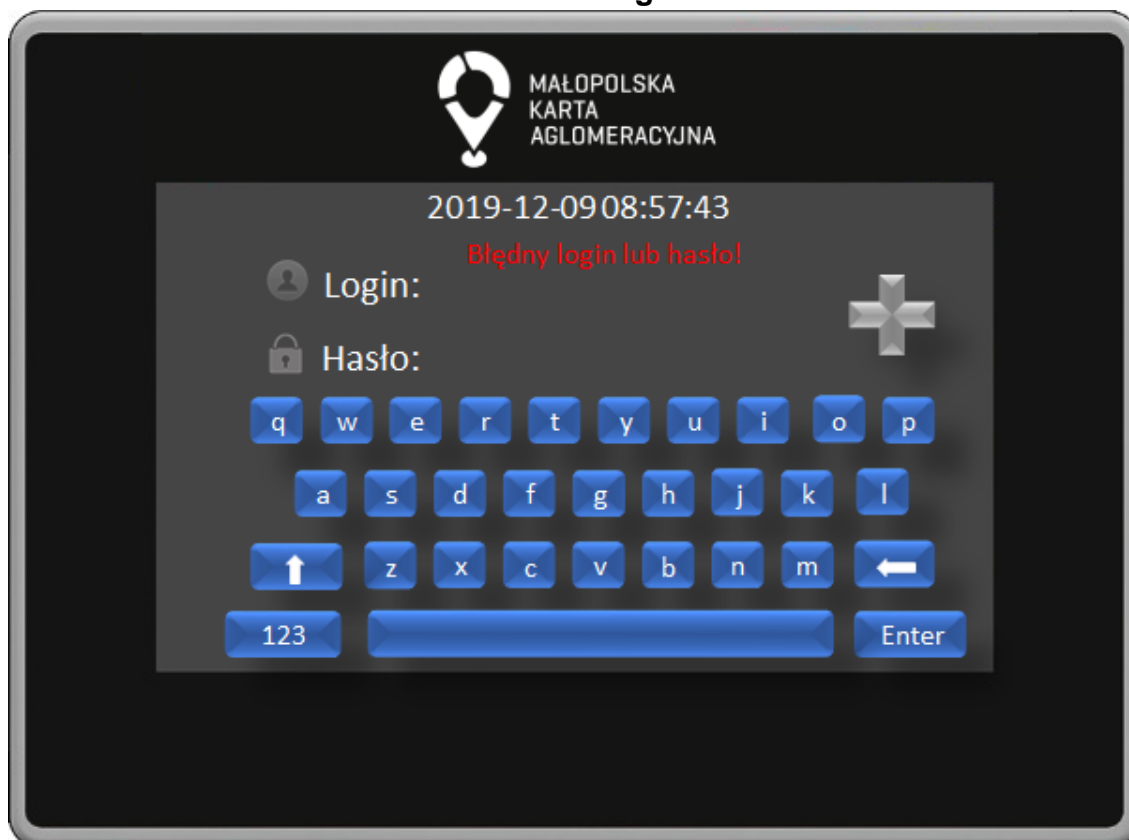 MAŁOPOLSKA
KARTA
AGLOMERACYJNA
2019-12-09 08:57:43
Błędny login lub hasło!
Login:
Hasło:
q w e r t y u i o p
a s d f g h j k l
z x c v b n m
123 Enter